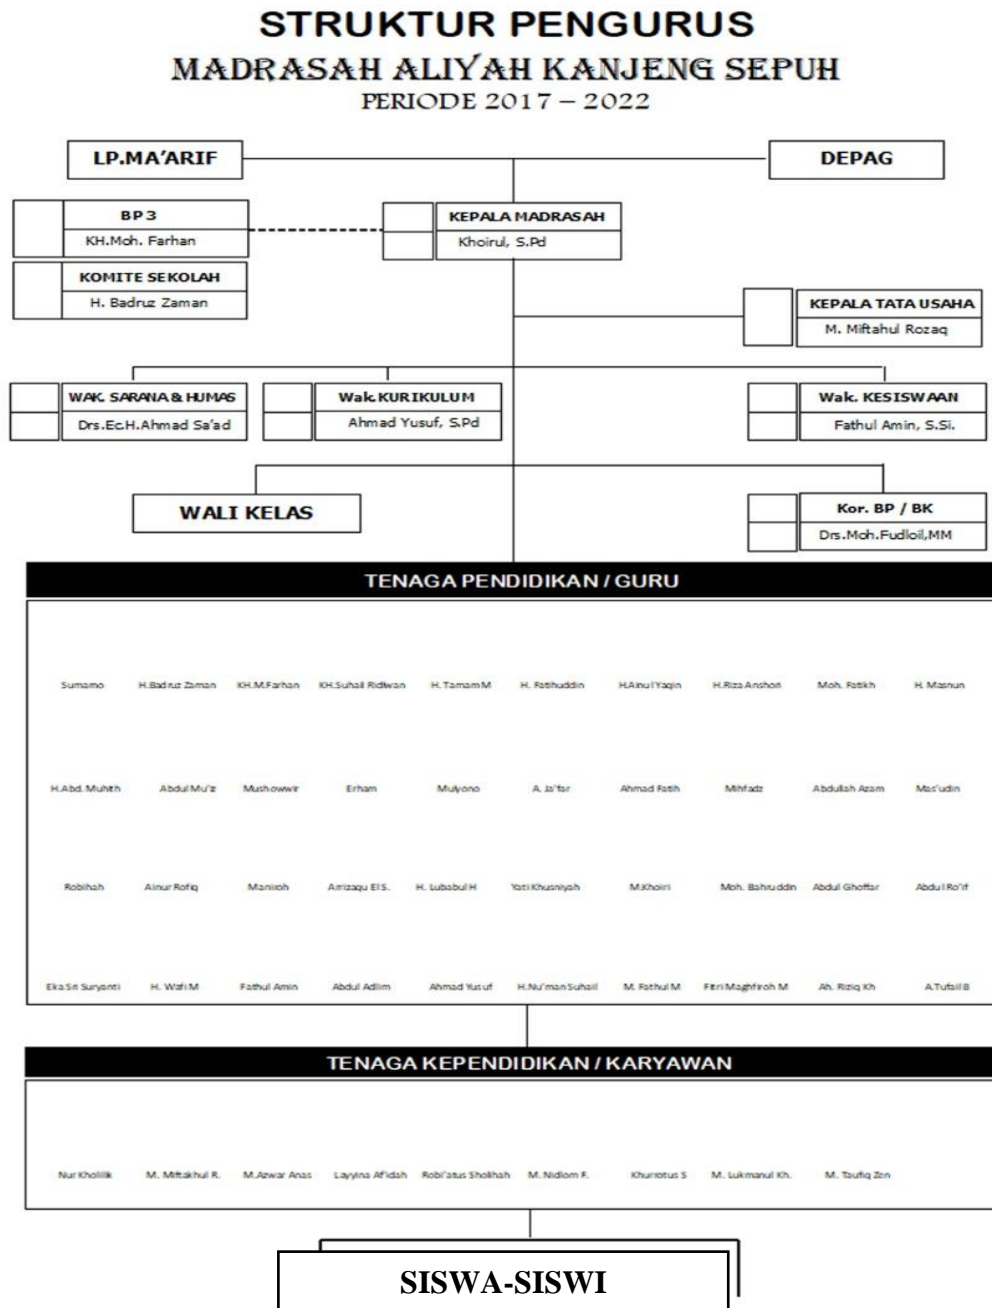 STRUKTUR PENGURUS
MADRASAH ALIYAH KANJENG SEPUH
PERIODE 2017 – 2022
LP.MA'ARIF
DEPAG
BP3
KH.Moh. Farhan
KEPALA MADRASAH
Khoirul, S.Pd
KOMITE SEKOLAH
H. Badruz Zaman
KEPALA TATA USAHA
M. Miftahul Rozaq
WAK. SARANA & HUMAS
Drs.Ec.H.Ahmad Sa'ad
Wak.KURIKULUM
Ahmad Yusuf, S.Pd
Wak. KESISWAAN
Fathul Amin, S.Si.
WALI KELAS
Kor. BP / BK
Drs.Moh.Fudloil,MM
TENAGA PENDIDIKAN / GURU
Sumarno H.Badruz Zaman KH.M.Farhan KH.Suhail Ridlwan H. Tamam M H. Fatihuddin H.Ainul Yaqin H.Riza Anshori Moh. Fatikh H. Masnun
H.Abd. Muhith Abdul Mu'iz Mushowwir Erham Mulyono A. Ja'far Ahmad Fatih Mihfadz Abdullah Azam Mas'udin
Robihah Ainur Rofiq Maniroh Arrizaqu El S. H. Lubabul H Yati Khusniyah M.Khoiri Moh. Bahruddin Abdul Ghoffar Abdul Ro'if
Eka Sri Suryanti H. Wafi M Fathul Amin Abdul Adlim Ahmad Yusuf H.Nu'man Suhail M. Fathul M Fitri Maghfiroh M Ah. Riziq Kh A.Tufail B
TENAGA KEPENDIDIKAN / KARYAWAN
Nur Kholilik M. Miftakhul R. M.Azwar Anas Layyina Af'idah Robi'atus Sholihah M. Nidlom F. Khurrotus S M. Lukmanul Kh. M. Taufiq Zen
SISWA-SISWI